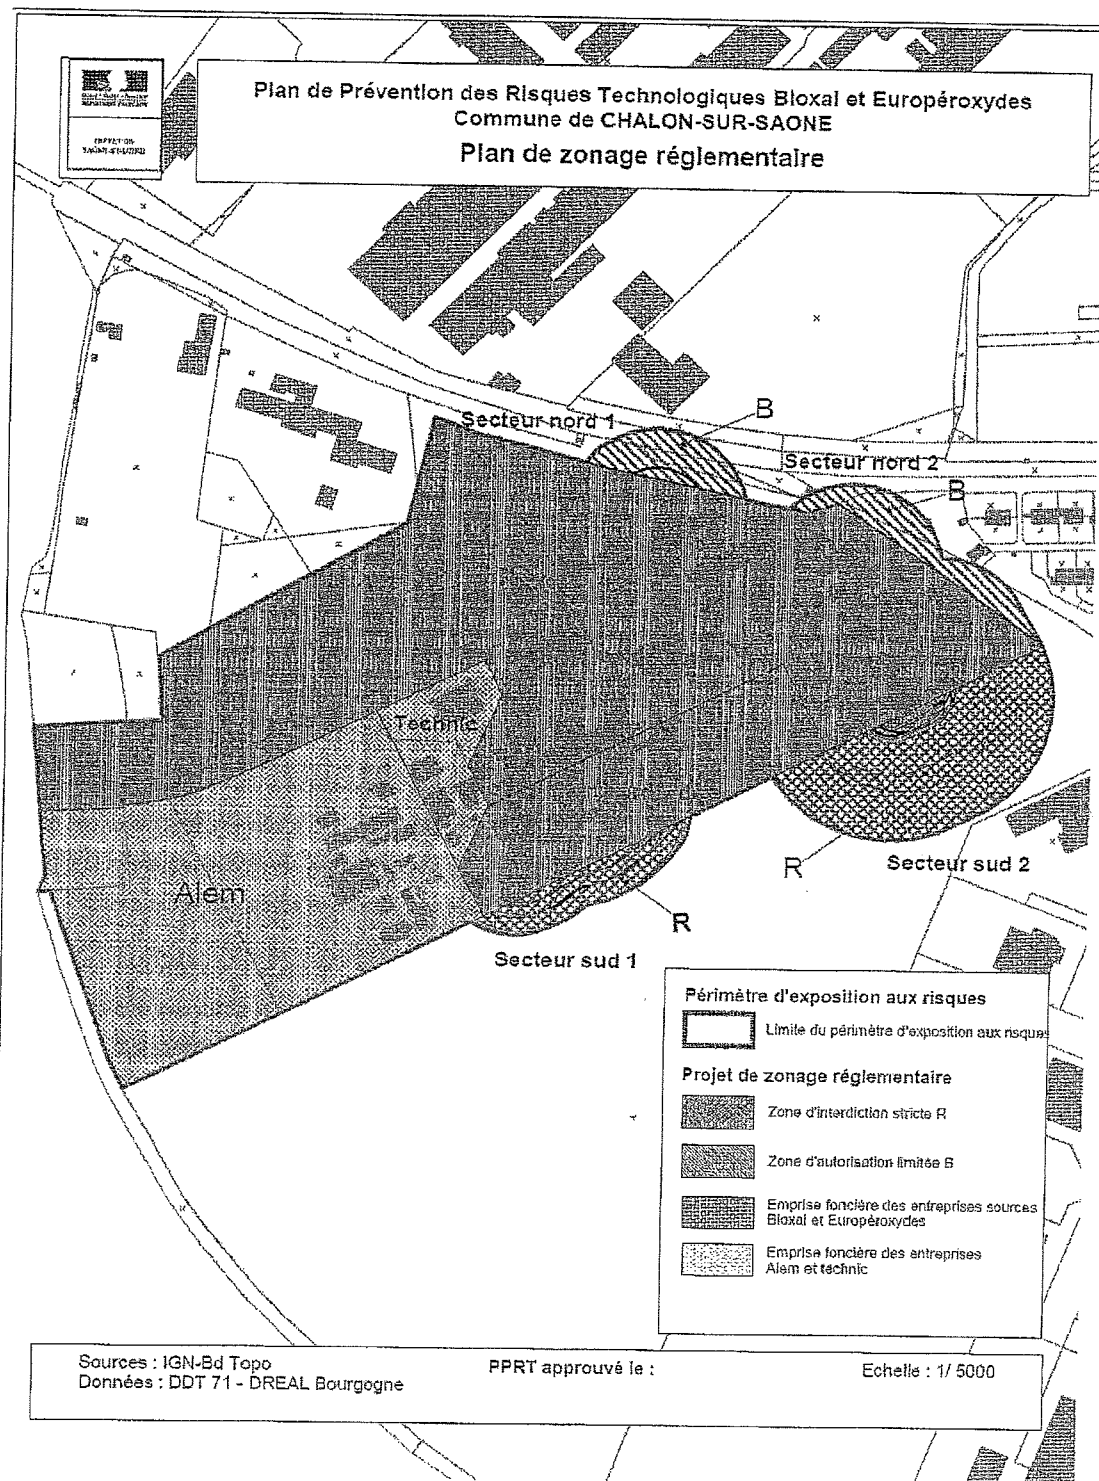 Plan de Prévention des Risques Technologiques Bioxal et Européroxydes
Commune de CHALON-SUR-SAONE
Plan de zonage réglementaire
Secteur nord 1
B
Secteur nord 2
B
Technic
Alem
R
Secteur sud 2
R
Secteur sud 1
Périmètre d'exposition aux risques
Limite du périmètre d'exposition aux risques
Projet de zonage réglementaire
Zone d'interdiction stricte R
Zone d'autorisation limitée B
Emprise foncière des entreprises sources
Bioxal et Européroxydes
Emprise foncière des entreprises
Alem et technic
Sources : IGN-Bd Topo
Données : DDT 71 - DREAL Bourgogne
PPRT approuvé le :
Echelle : 1/ 5000